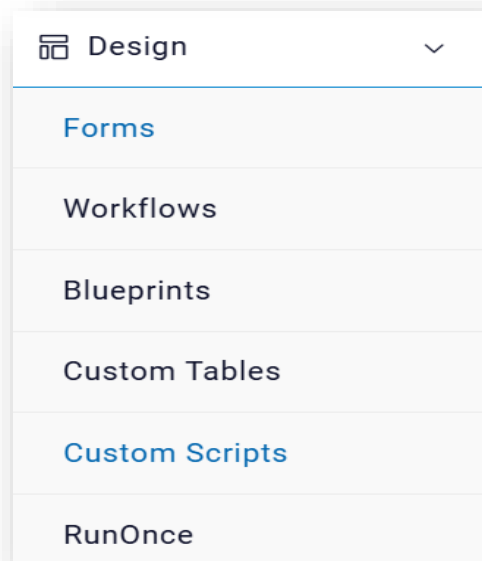 Design
Forms
Workflows
Blueprints
Custom Tables
Custom Scripts
RunOnce